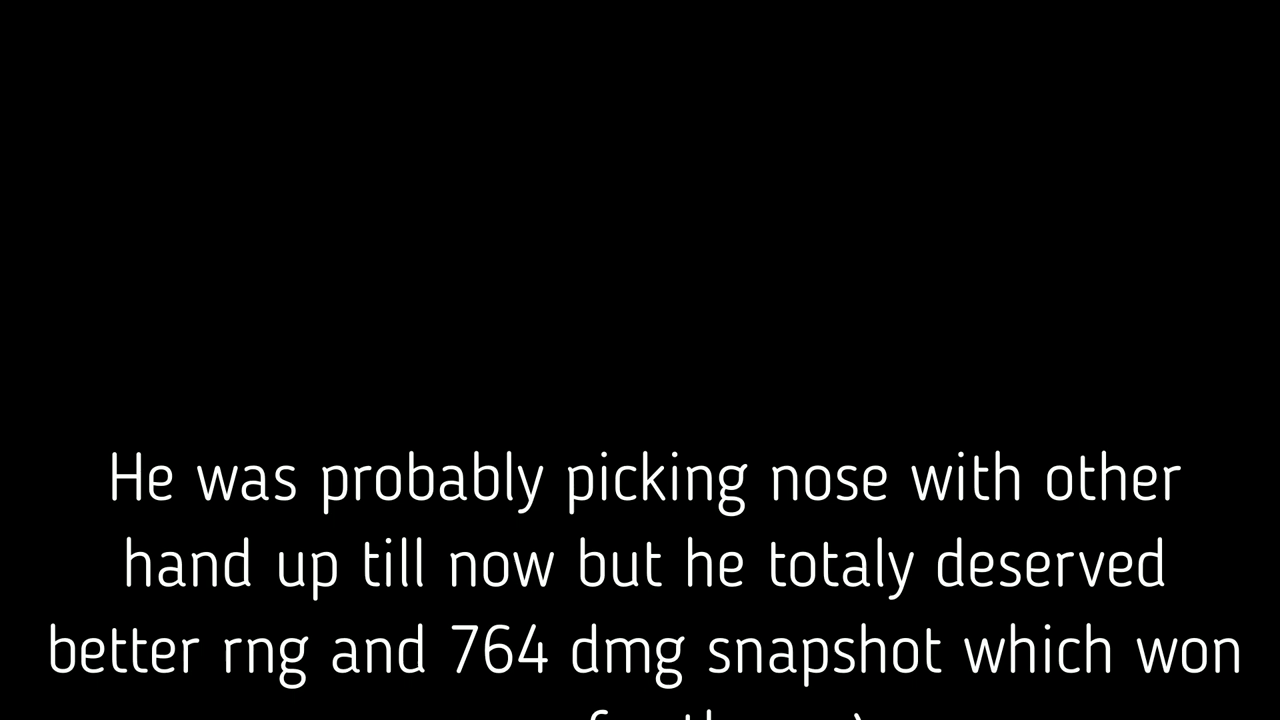 He was probably picking nose with other
hand up till now but he totaly deserved
better rng and 764 dmg snapshot which won